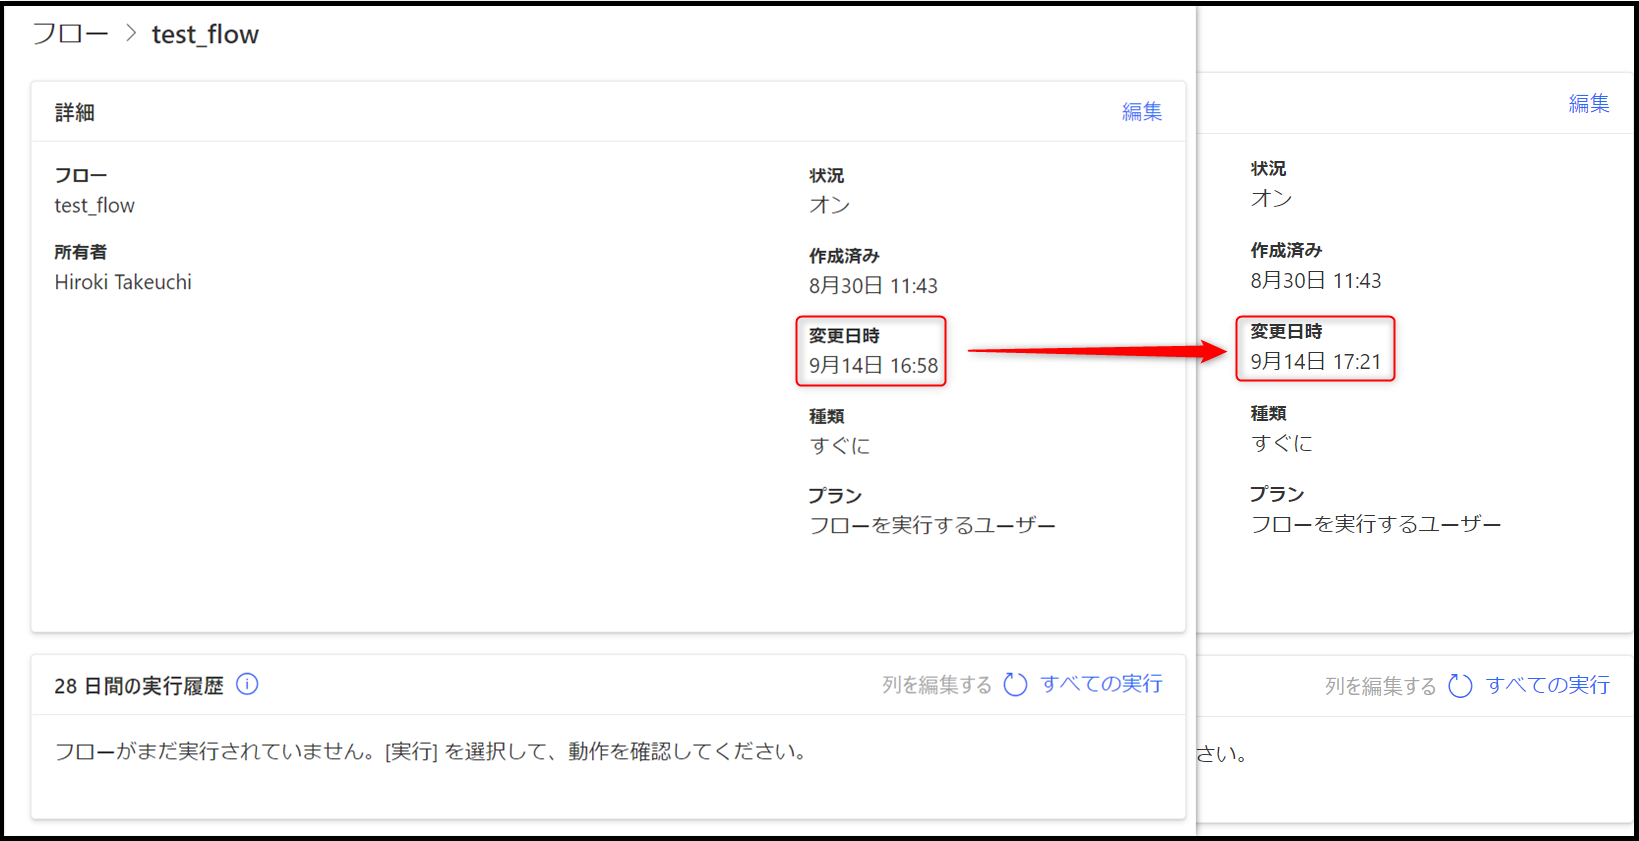 フロー > test_flow
詳細
編集
フロー
test_flow
所有者
Hiroki Takeuchi
状況
オン
作成済み
8月30日 11:43
変更日時
9月14日 16:58
種類
すぐに
プラン
フローを実行するユーザー
28 日間の実行履歴
列を編集する
すべての実行
フローがまだ実行されていません。[実行] を選択して、動作を確認してください。
編集
状況
オン
作成済み
8月30日 11:43
変更日時
9月14日 17:21
種類
すぐに
プラン
フローを実行するユーザー
列を編集する
すべての実行
さい。